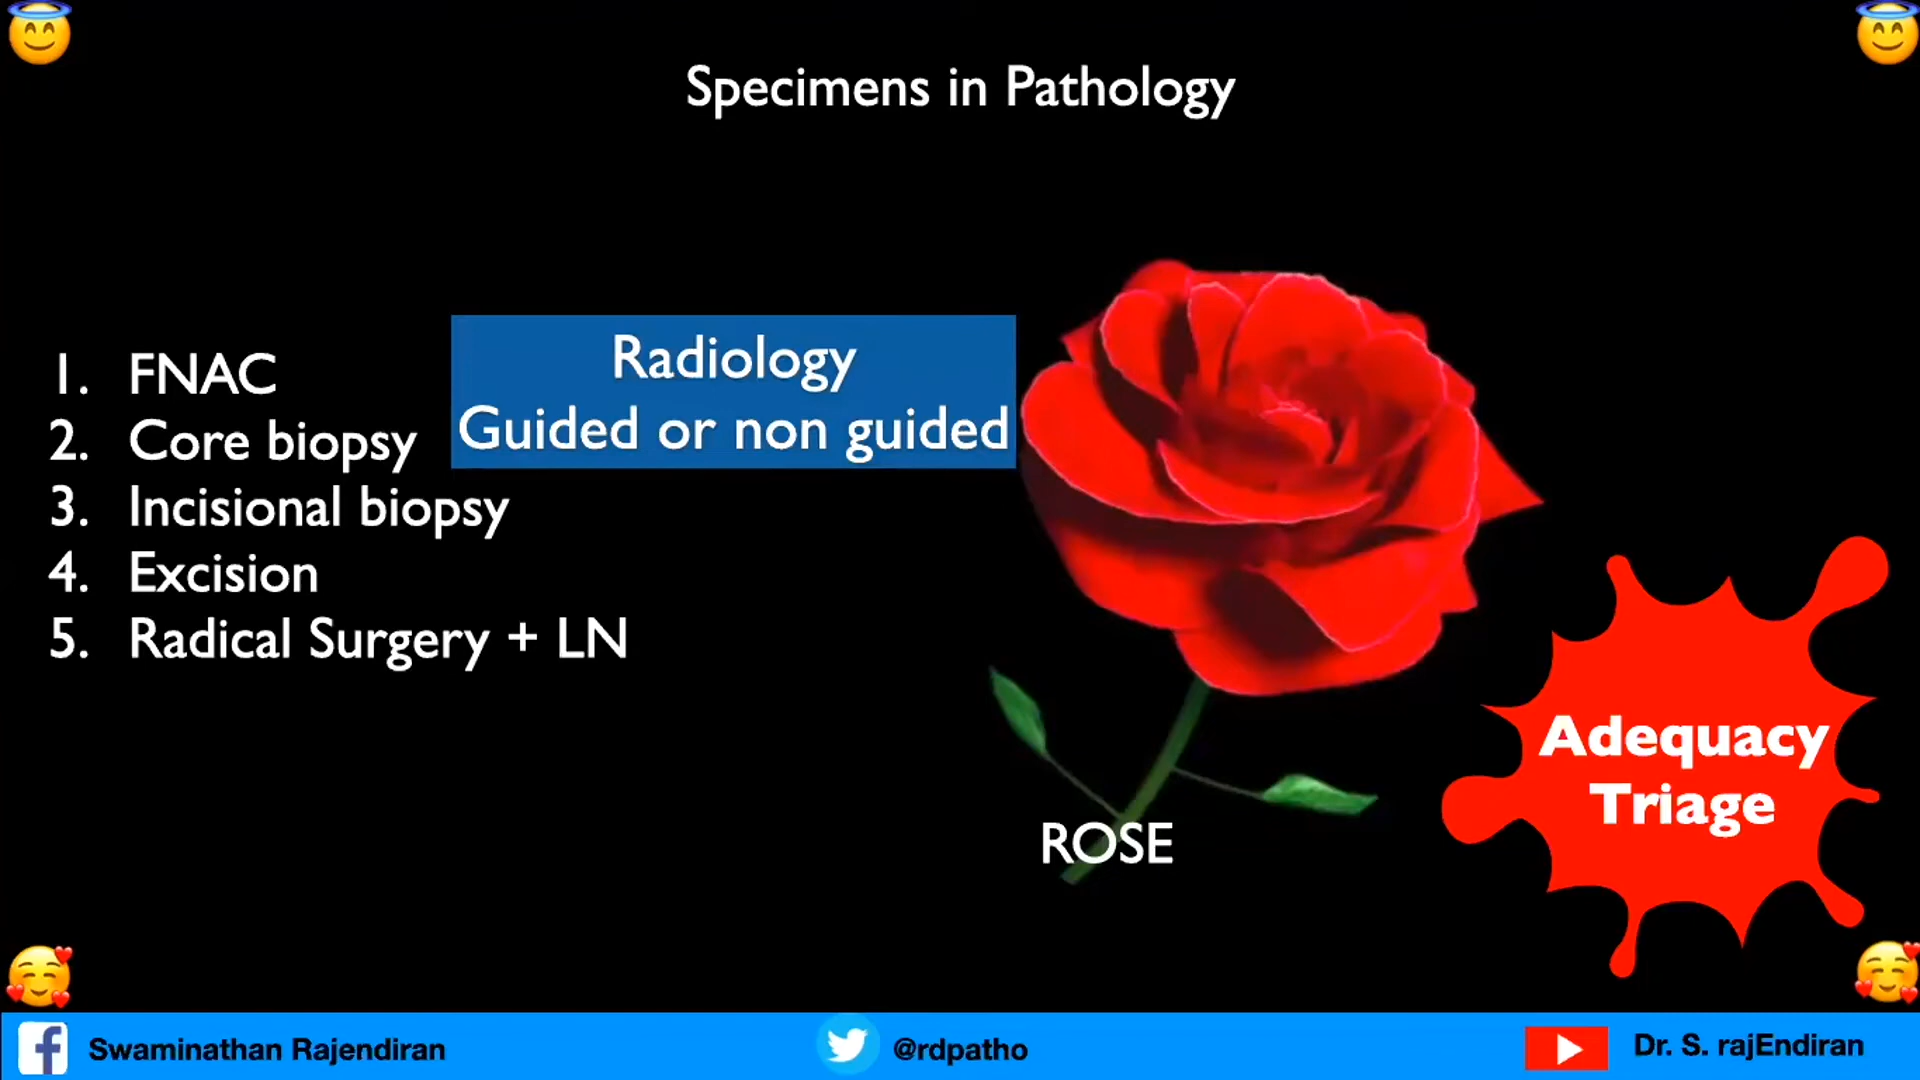 Specimens in Pathology
1. FNAC
2. Core biopsy
3. Incisional biopsy
4. Excision
5. Radical Surgery + LN
Radiology
Guided or non guided
ROSE
Adequacy
Triage
Swaminathan Rajendiran
@rdpatho
Dr. S. rajEndiran